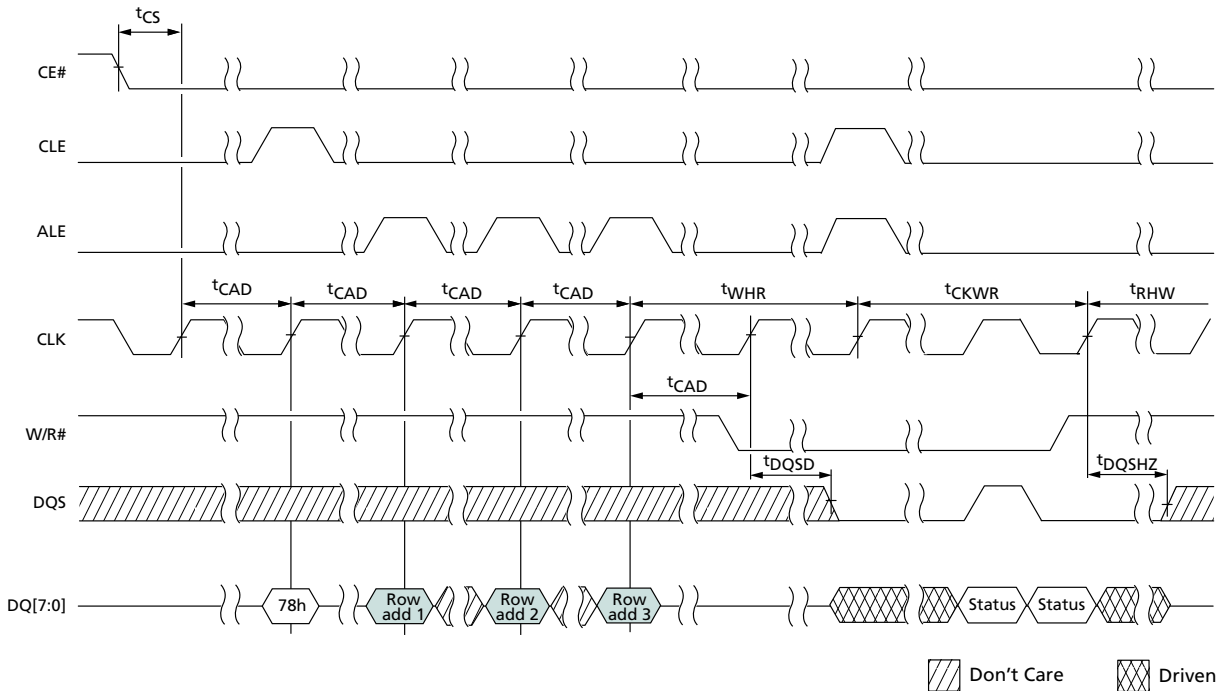 tCS
CE#
CLE
ALE
tCAD
tCAD
tCAD
tCAD
tWHR
tCKWR
tRHW
CLK
tCAD
W/R#
tDQSD
tDQSHZ
DQS
DQ[7:0]
78h
Row
add 1
Row
add 2
Row
add 3
Status
Status
Don't Care
Driven